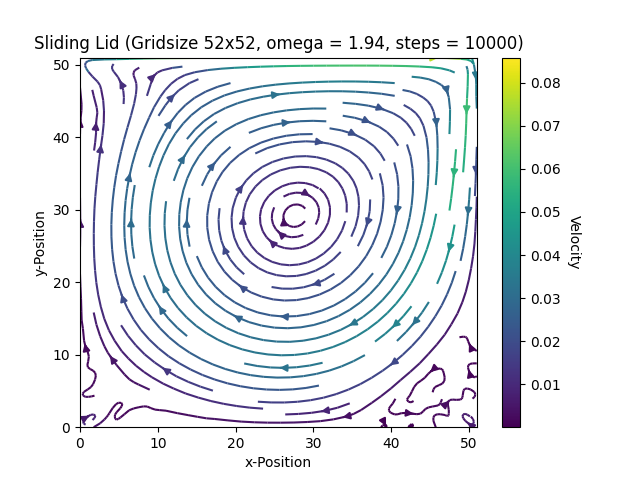 Sliding Lid (Gridsize 52x52, omega = 1.94, steps = 10000)
50
40
30
20
10
0
y-Position
0 10 20 30 40 50
x-Position
0.08
0.07
0.06
0.05
0.04
0.03
0.02
0.01
Velocity